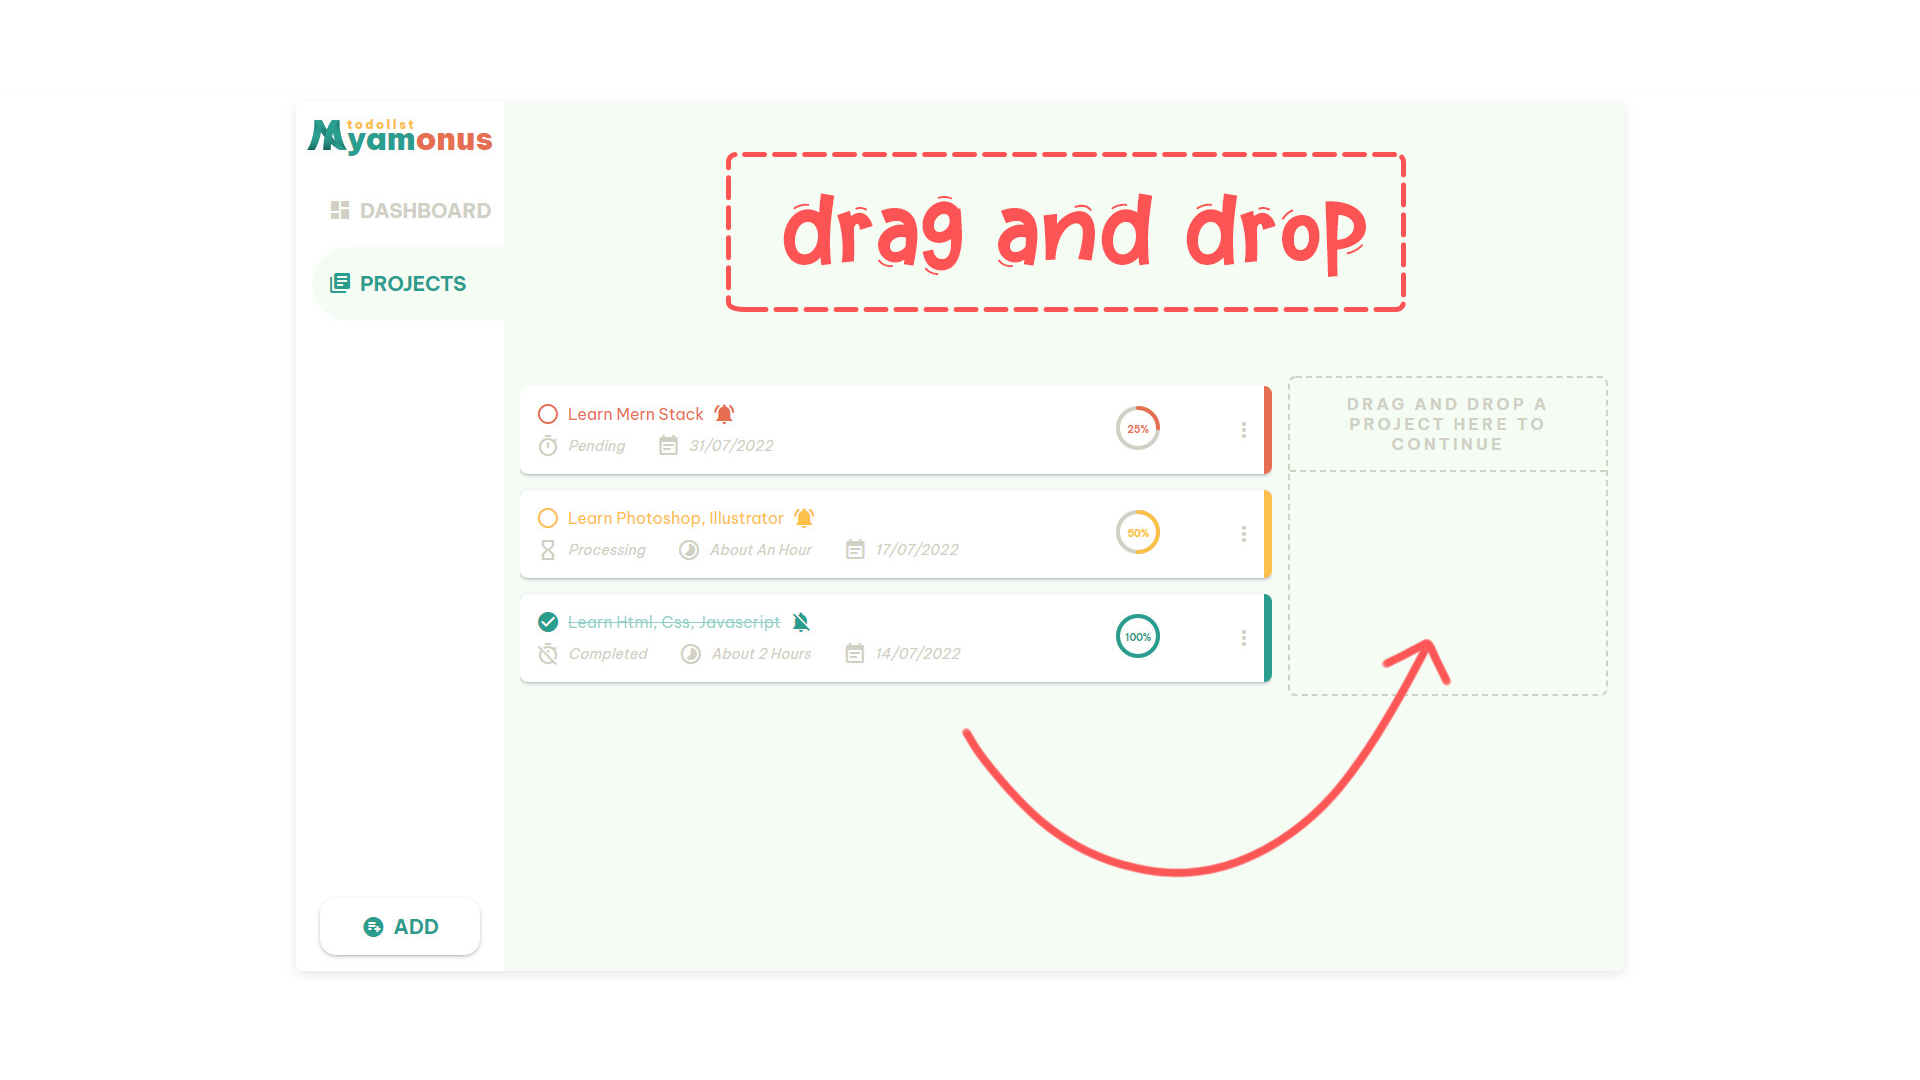 todolist
Myamonus
DASHBOARD
PROJECTS
ADD
drag and drop
Learn Mern Stack
Pending 31/07/2022
25%
Learn Photoshop, Illustrator
Processing About An Hour 17/07/2022
50%
Learn Html, Css, Javascript
Completed About 2 Hours 14/07/2022
100%
DRAG AND DROP A
PROJECT HERE TO
CONTINUE